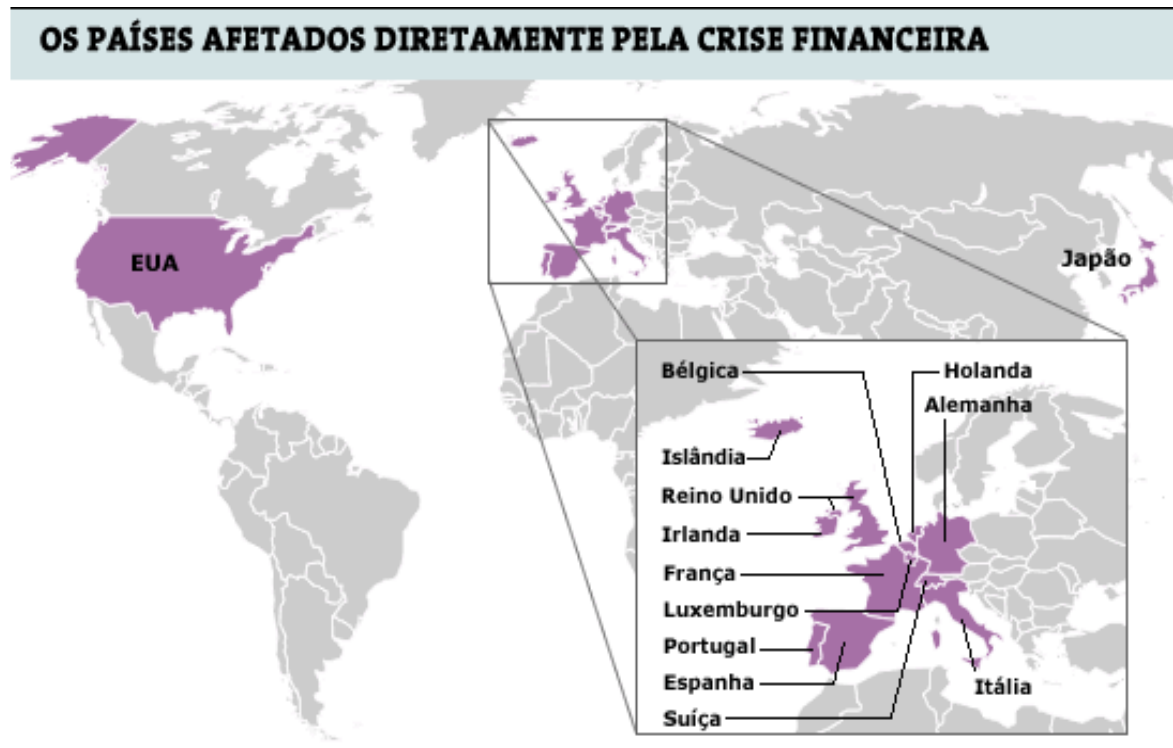 OS PAÍSES AFETADOS DIRETAMENTE PELA CRISE FINANCEIRA
EUA
Japão
Bélgica
Holanda
Alemanha
Islândia
Reino Unido
Irlanda
França
Luxemburgo
Portugal
Espanha
Itália
Suíça